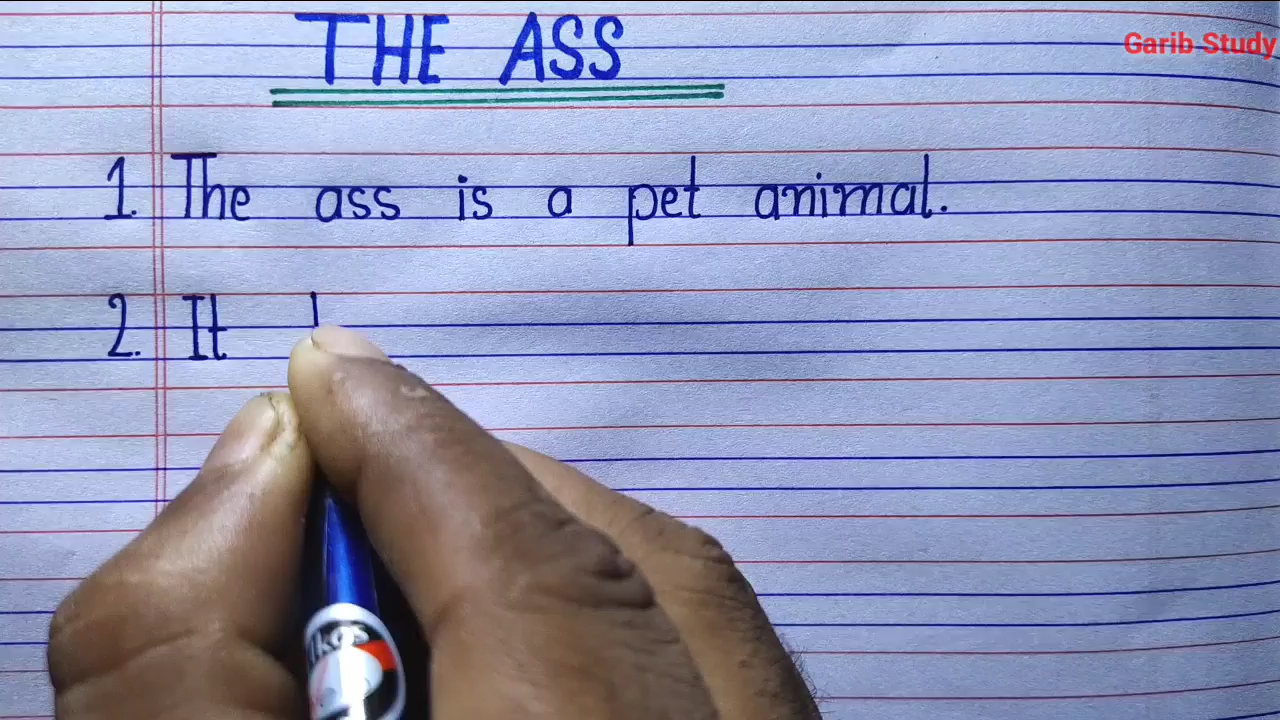 THE ASS
Garib Study
1. The ass is a pet animal.
2. It